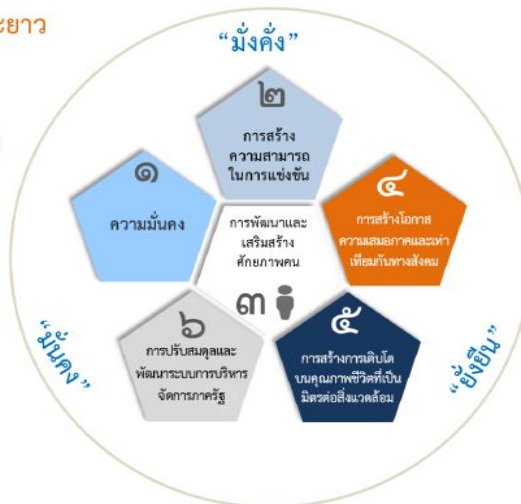 ะยาว
“มั่งคั่ง”
๒
การสร้าง
ความสามารถ
ในการแข่งขัน
๑
ความมั่นคง
๔
การสร้างโอกาส
ความเสมอภาคและเท่า
เทียมกันทางสังคม
การพัฒนาและ
เสริมสร้าง
ศักยภาพคน
๓
๖
การปรับสมดุลและ
พัฒนาระบบการบริหาร
จัดการภาครัฐ
๕
การสร้างการเติบโต
บนคุณภาพชีวิตที่เป็น
มิตรต่อสิ่งแวดล้อม
“มั่นคง”
“ยั่งยืน”